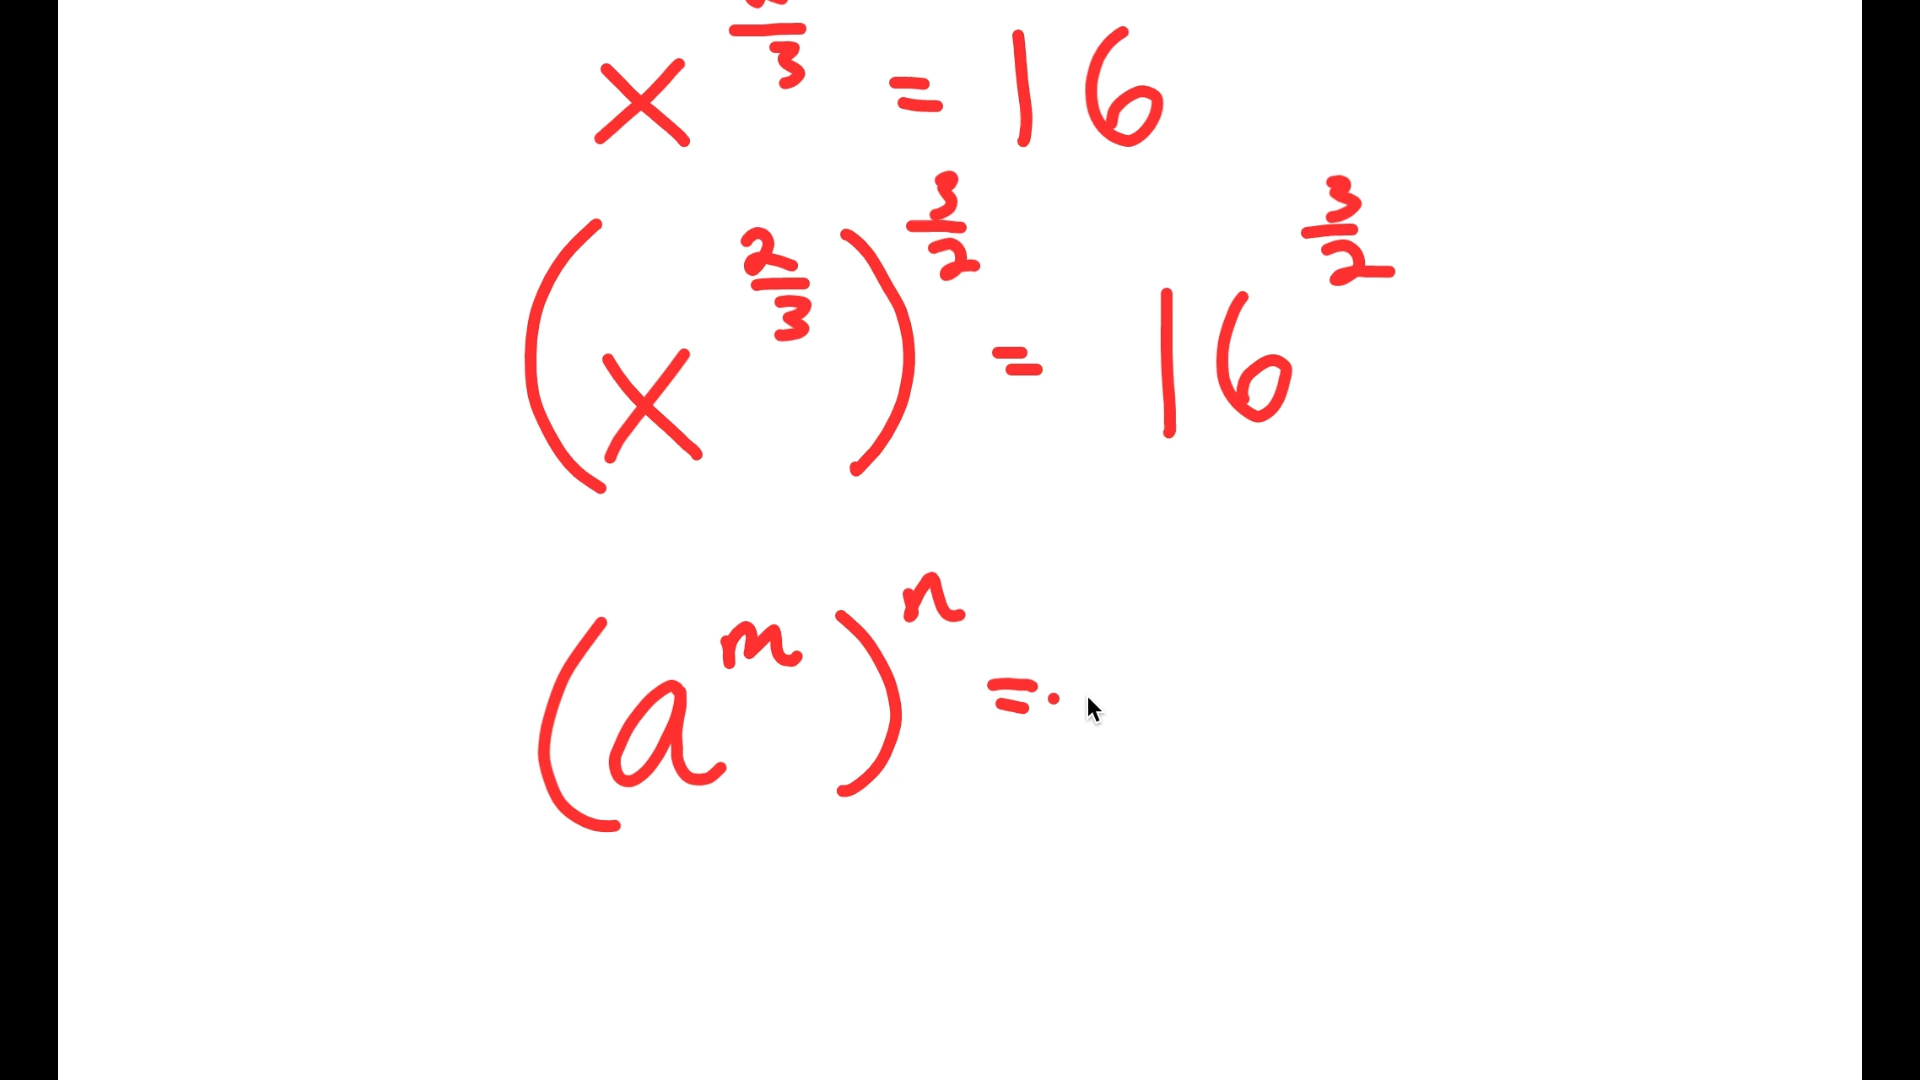 x^(2/3) = 16
(x^(2/3))^(3/2) = 16^(3/2)
(a^m)^n =